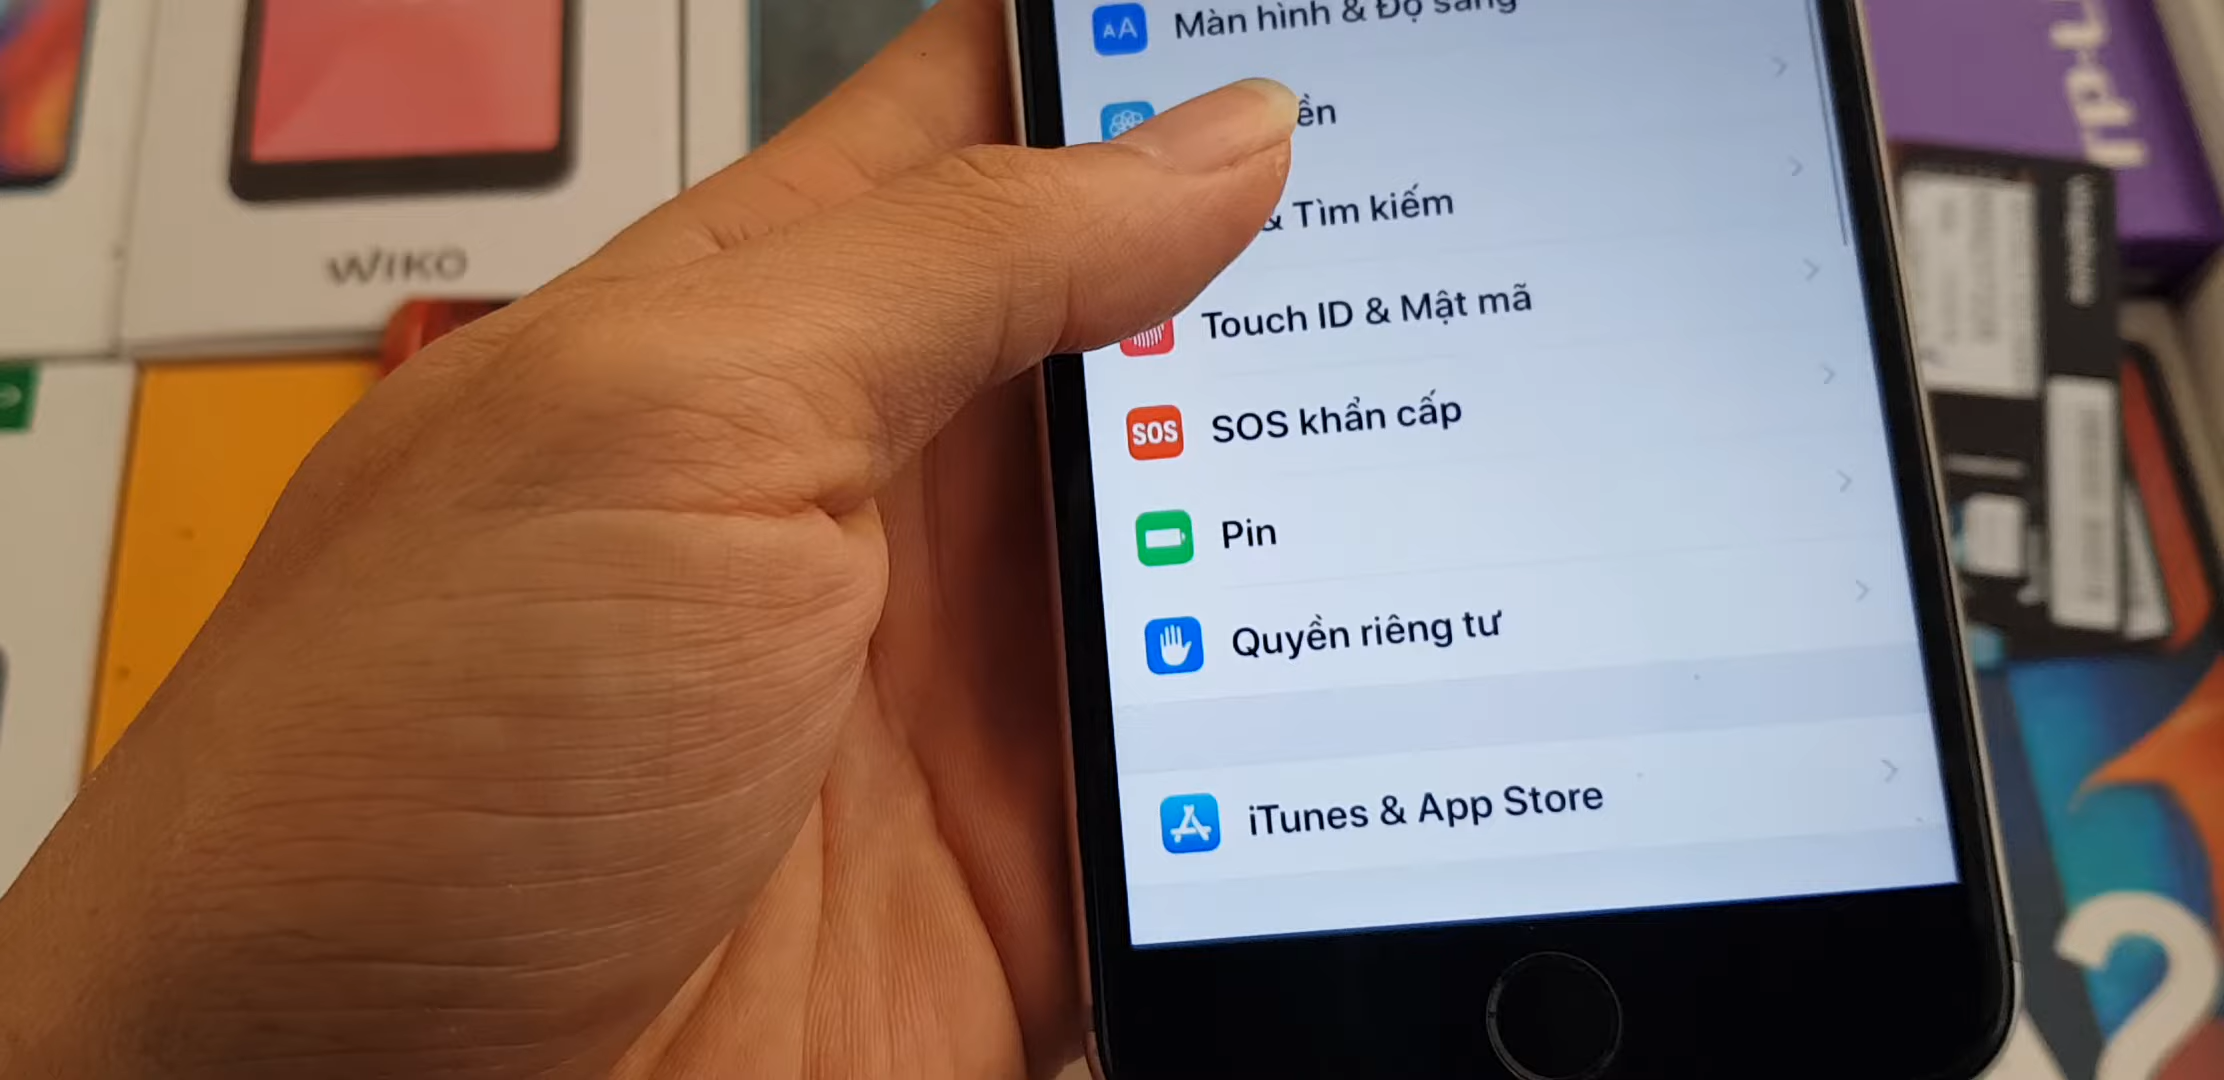 AA
Màn hình & Độ sáng
ền
& Tìm kiếm
Touch ID & Mật mã
SOS
SOS khẩn cấp
Pin
Quyền riêng tư
iTunes & App Store
WIKO